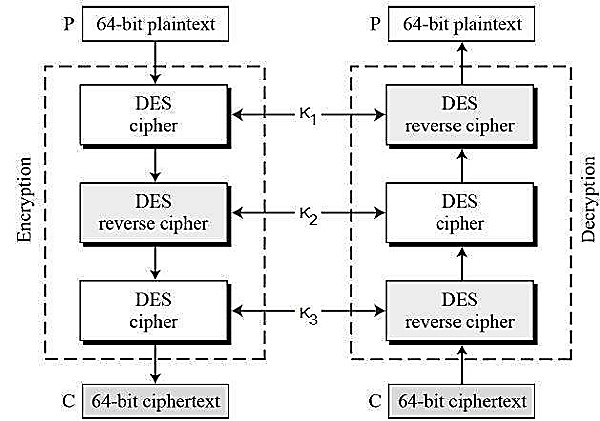 P 64-bit plaintext
Encryption
DES
cipher
DES
reverse cipher
DES
cipher
C 64-bit ciphertext
K1
K2
K3
P 64-bit plaintext
DES
reverse cipher
DES
cipher
DES
reverse cipher
Decryption
C 64-bit ciphertext